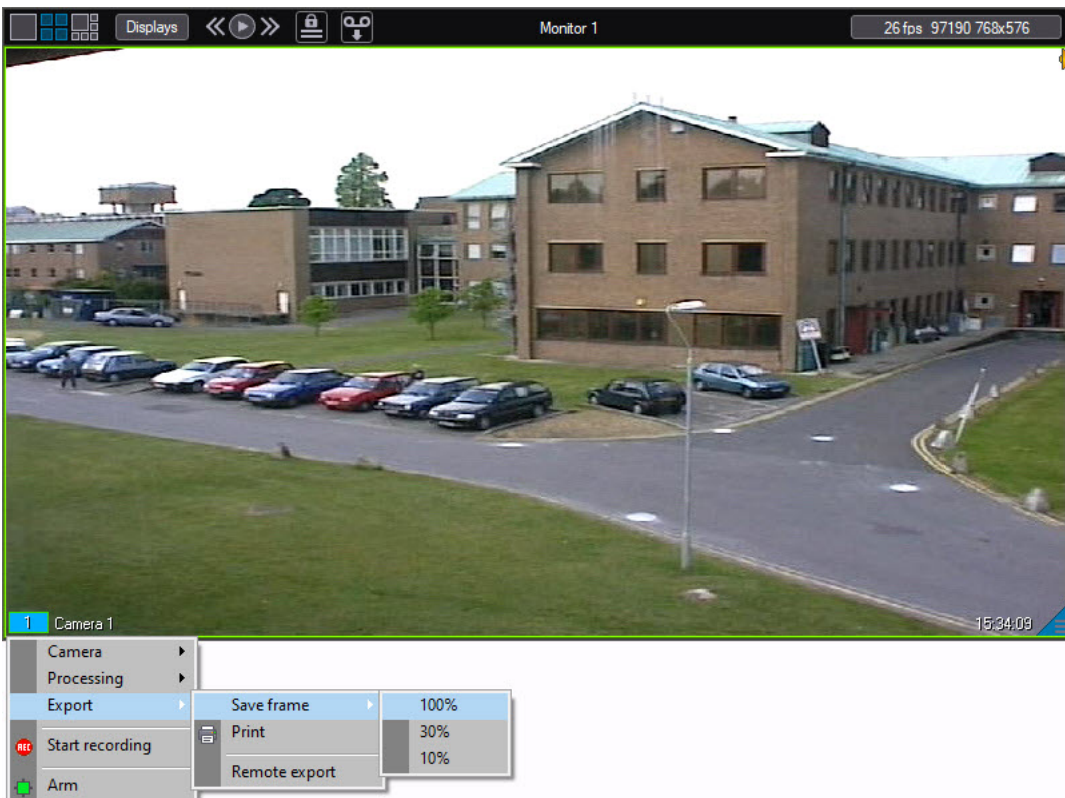 Displays
Monitor 1
26 fps 97190 768x576
1 Camera 1
15:34:09
Camera
Processing
Export
Start recording
Arm
Save frame
Print
Remote export
100%
30%
10%
REC